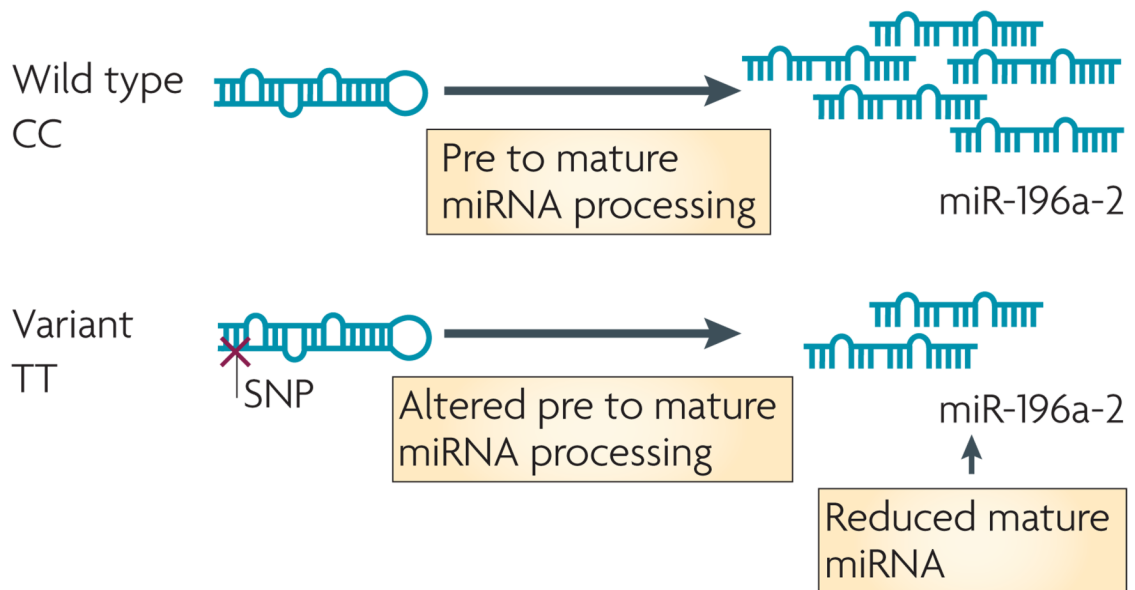 Wild type
CC
Pre to mature
miRNA processing
miR-196a-2
Variant
TT
SNP
Altered pre to mature
miRNA processing
miR-196a-2
Reduced mature
miRNA